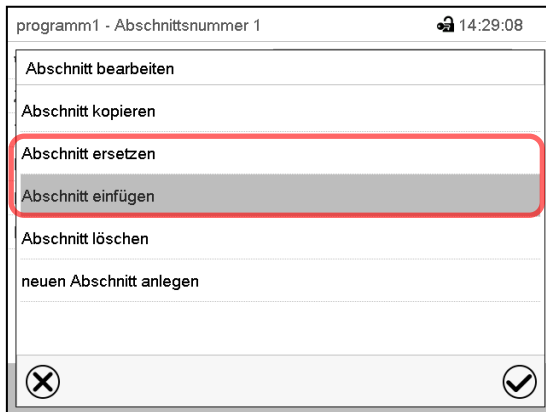 programm1 - Abschnittsnummer 1 14:29:08
Abschnitt bearbeiten
Abschnitt kopieren
Abschnitt ersetzen
Abschnitt einfügen
Abschnitt löschen
neuen Abschnitt anlegen